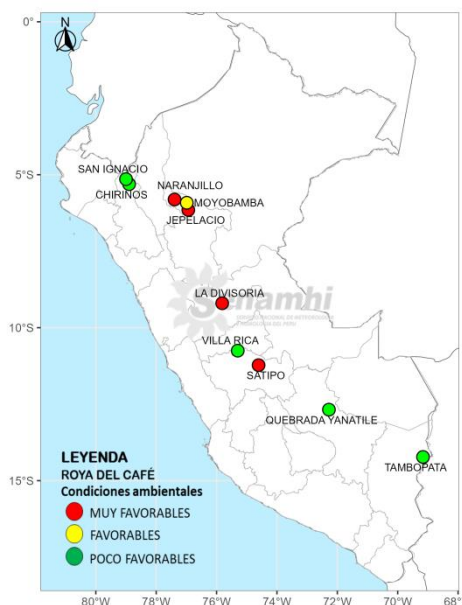 N
0°
SAN IGNACIO
NARANJILLO
5°S
CHIRINOS
MOYOBAMBA
JEPELACIO
LA DIVISORIA
Senamhi
10°S
VILLA RICA
SATIPO
QUEBRADA YANATILE
TAMBOPATA
LEYENDA
ROYA DEL CAFÉ
15°S
Condiciones ambientales
MUY FAVORABLES
FAVORABLES
POCO FAVORABLES
80°W 78°W 76°W 74°W 72°W 70°W 68°W